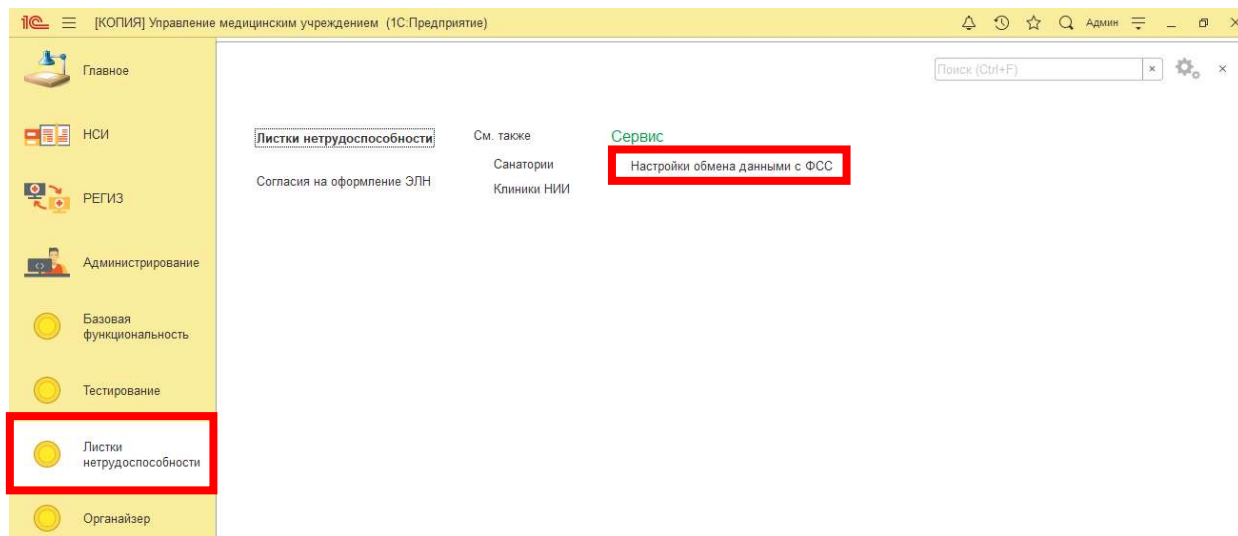 [КОПИЯ] Управление медицинским учреждением (1С:Предприятие)
Админ
Главное
Поиск (Ctrl+F)
НСИ
Листки нетрудоспособности
См. также
Сервис
Санатории
Настройки обмена данными с ФСС
Согласия на оформление ЭЛН
Клиники НИИ
РЕГИЗ
Администрирование
Базовая
функциональность
Тестирование
Листки
нетрудоспособности
Органайзер